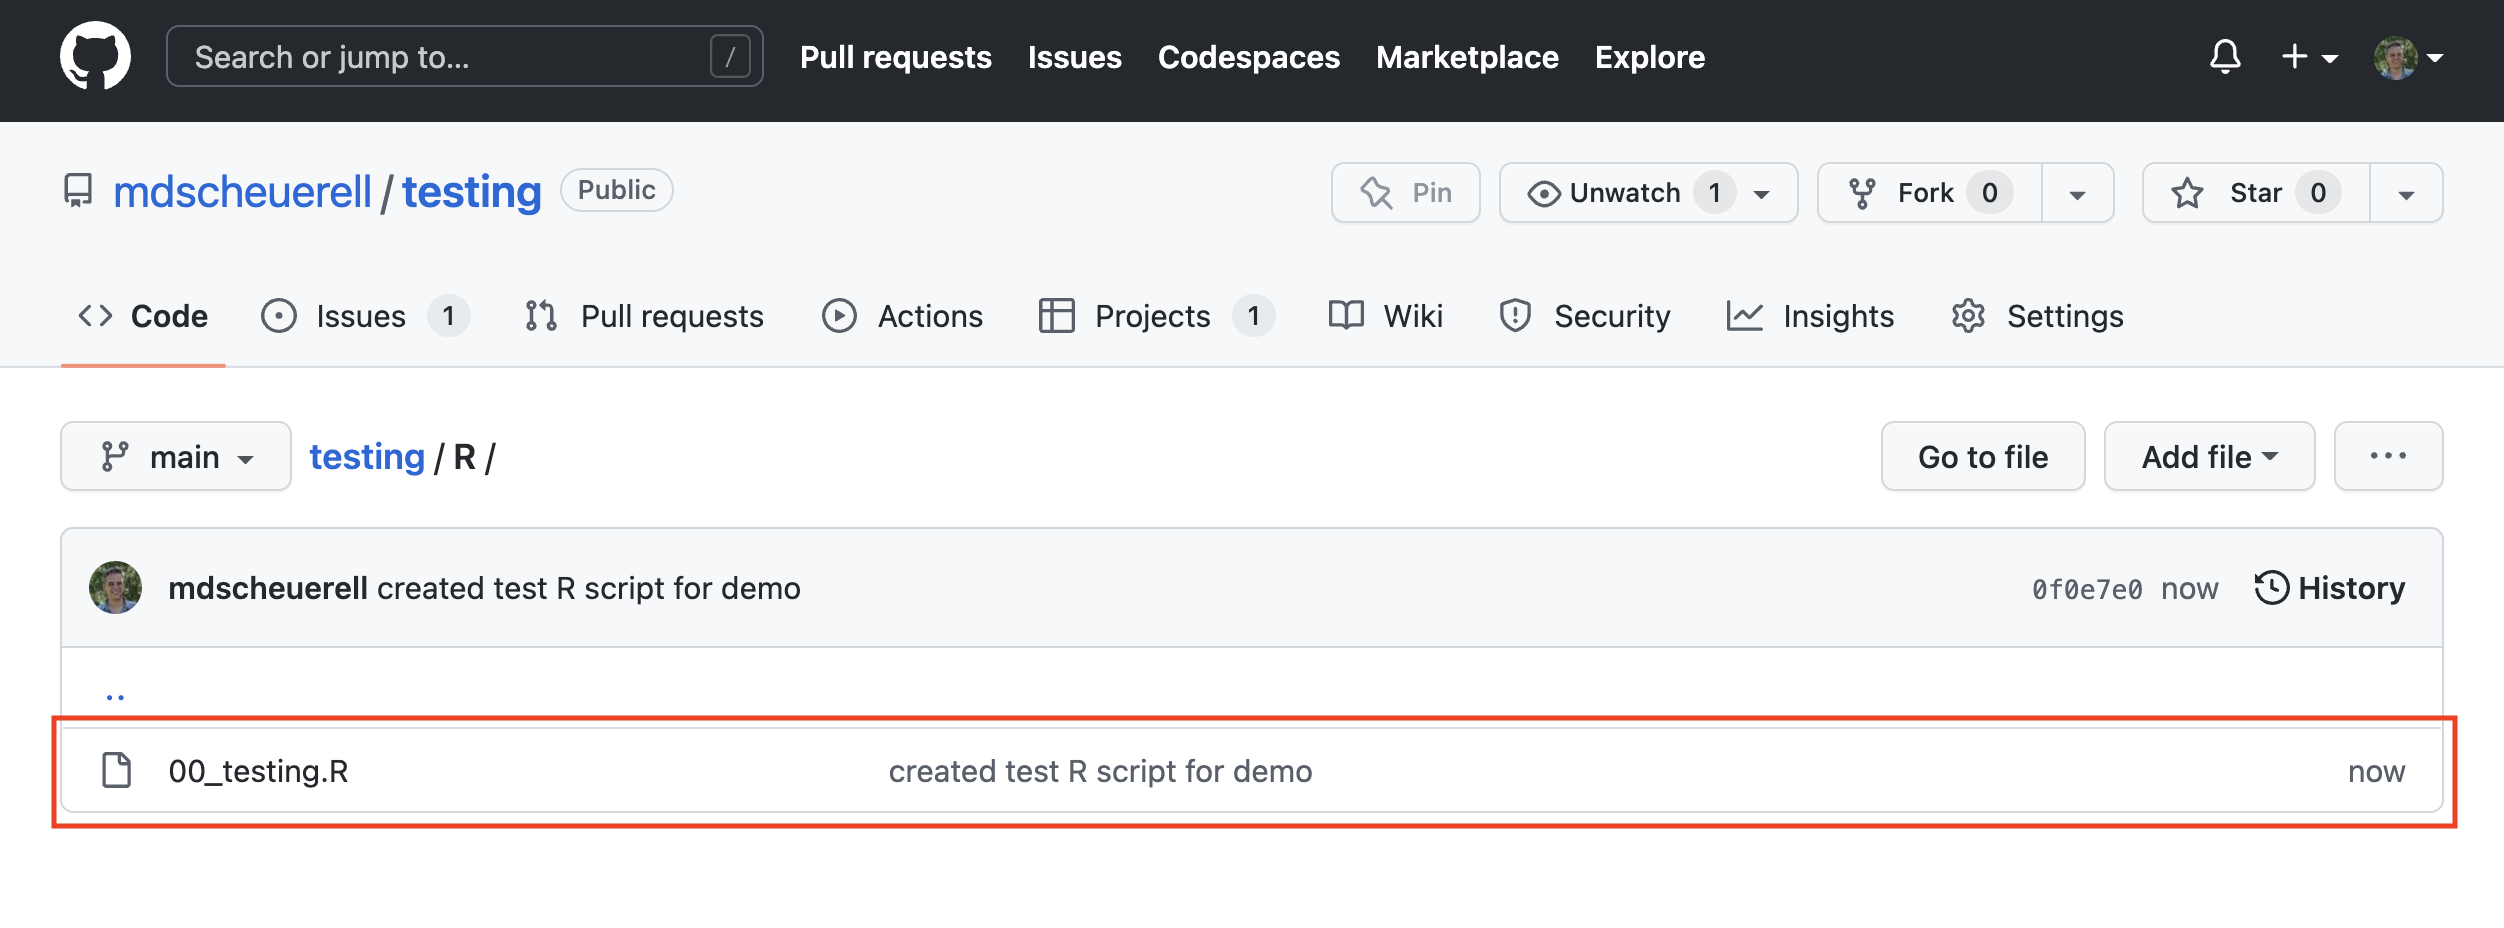 Search or jump to... / Pull requests Issues Codespaces Marketplace Explore
mdscheuerell / testing Public Pin Unwatch 1 Fork 0 Star 0
Code Issues 1 Pull requests Actions Projects 1 Wiki Security Insights Settings
main testing / R / Go to file Add file ...
mdscheuerell created test R script for demo 0f0e7e0 now History
..
00_testing.R created test R script for demo now